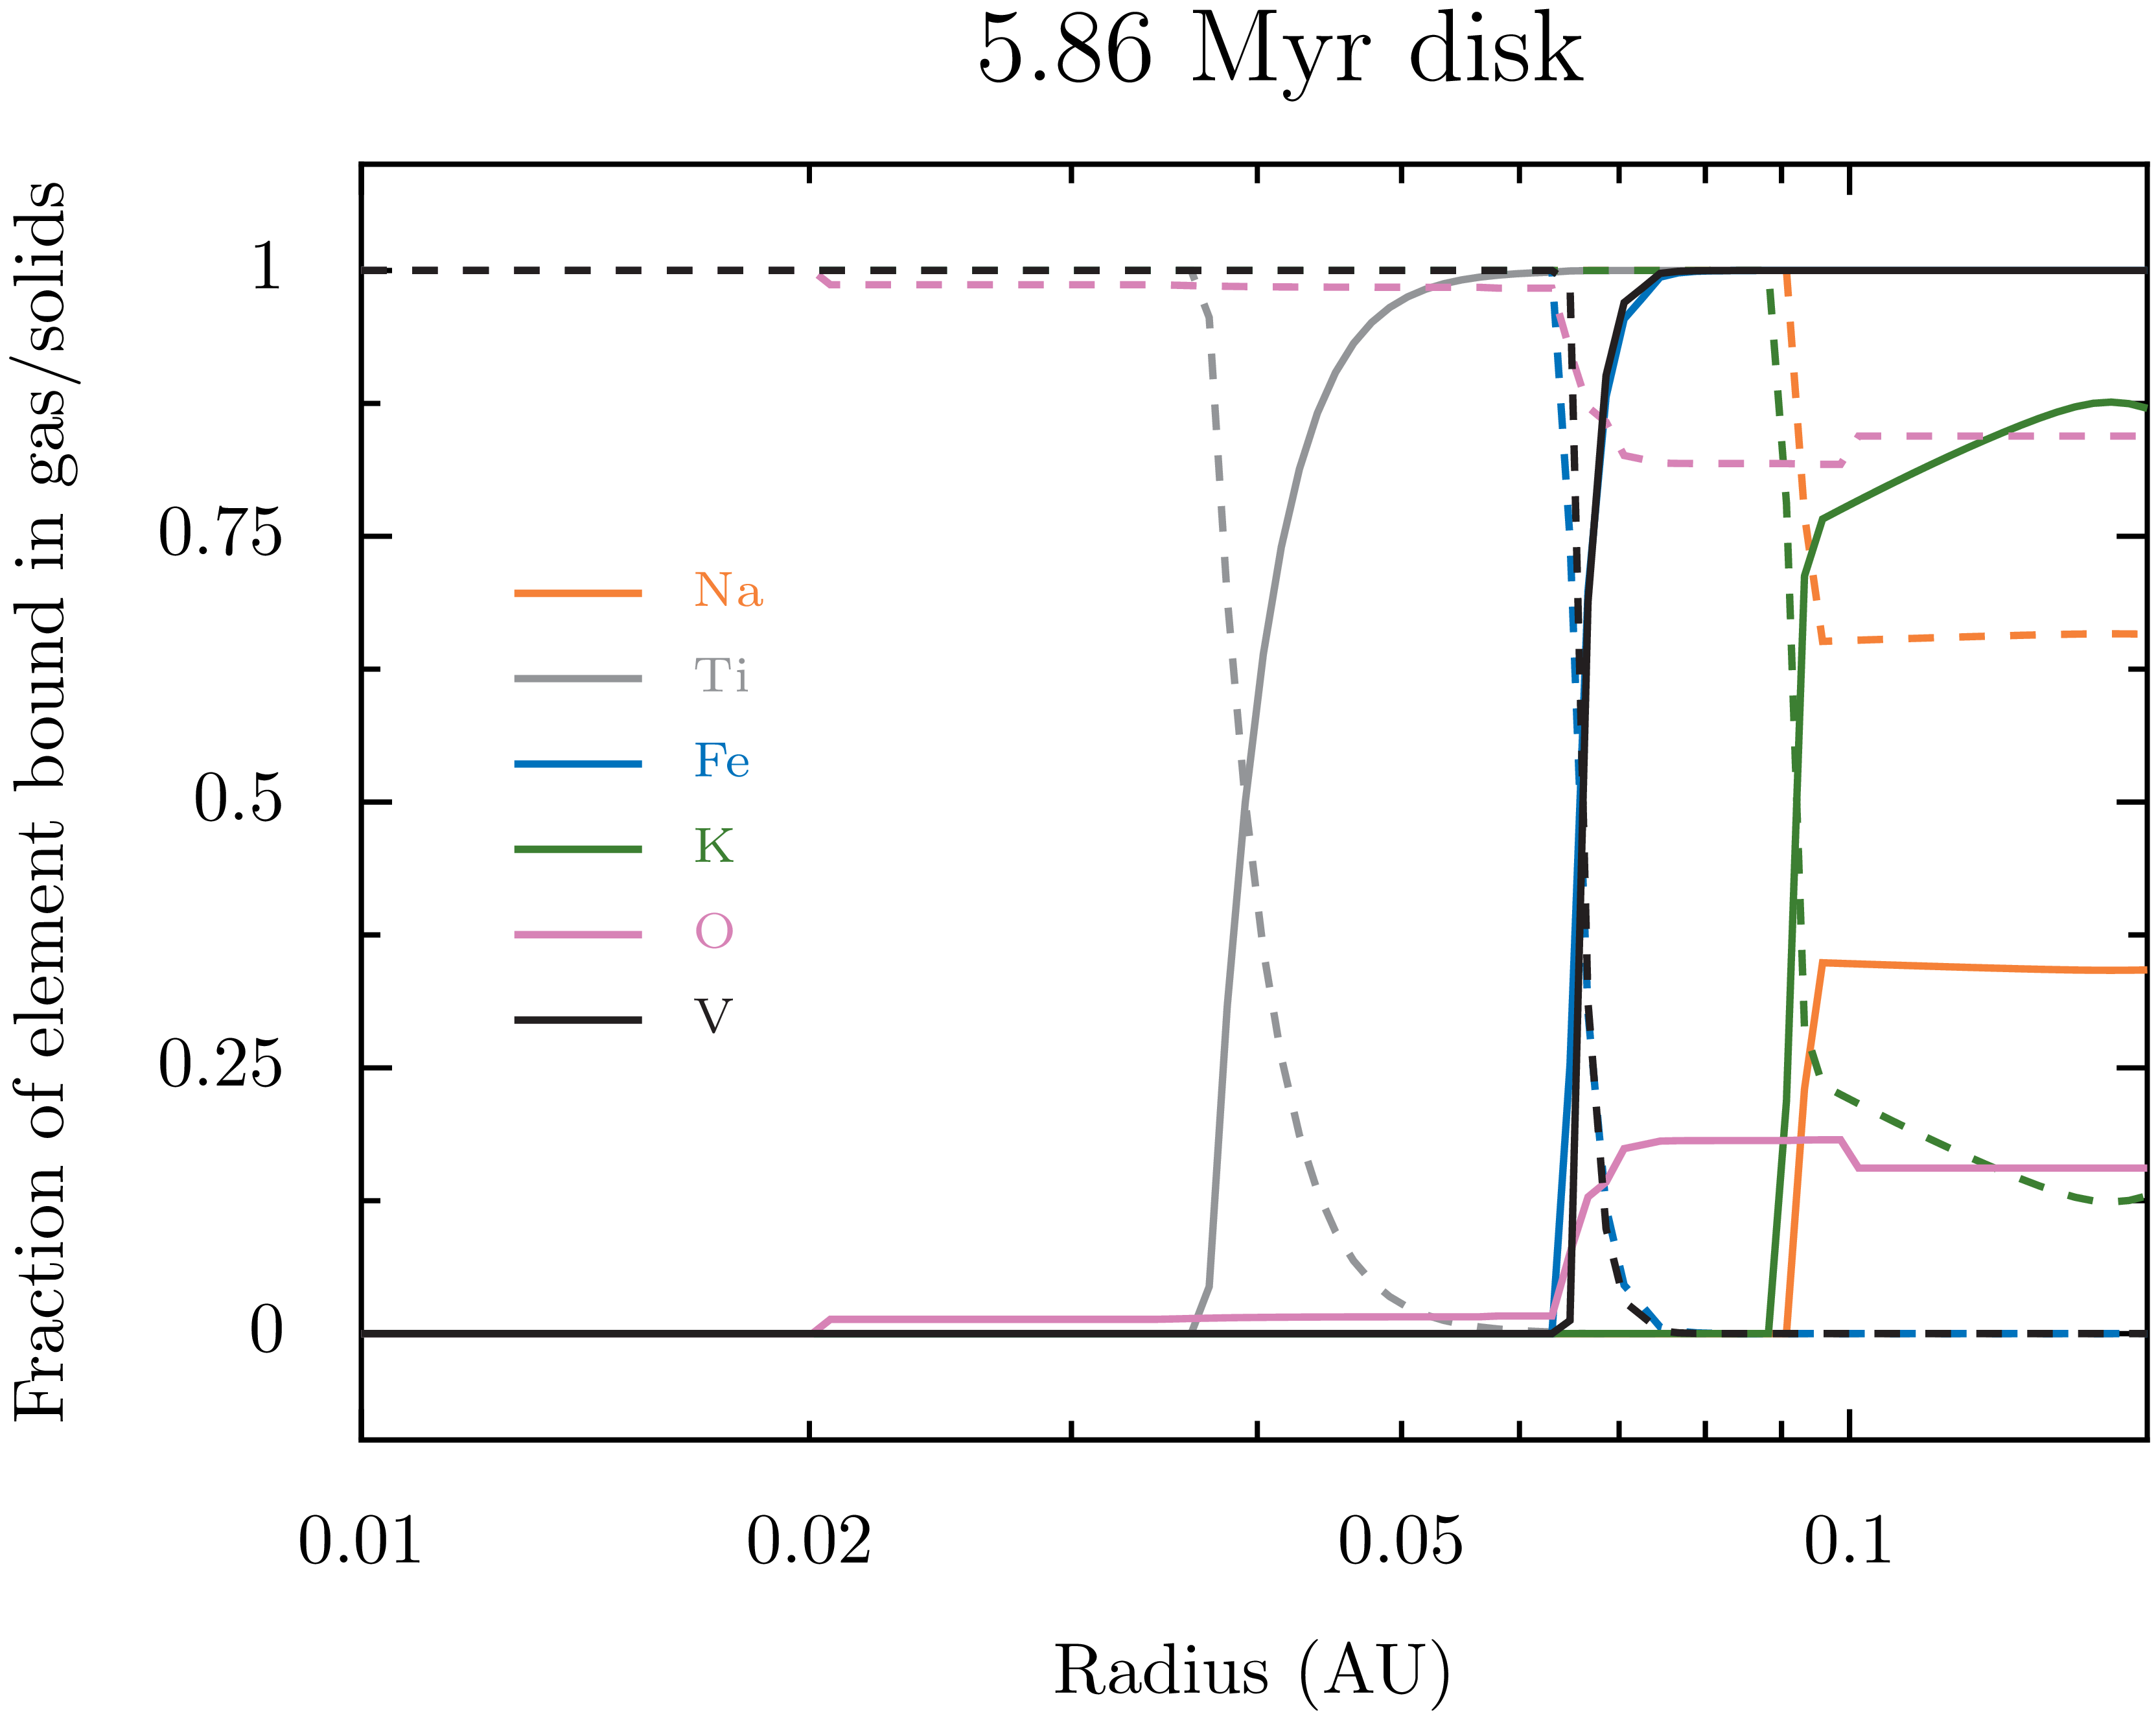 5.86 Myr disk
Fraction of element bound in gas/solids
1
0.75
0.5
0.25
0
Na
Ti
Fe
K
O
V
0.01 0.02 0.05 0.1
Radius (AU)